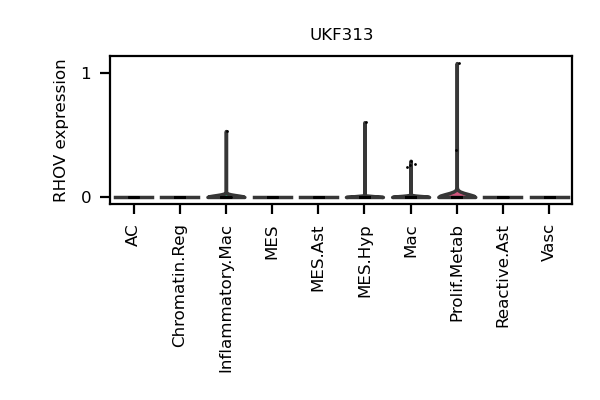 UKF313
RHOV expression
1
0
AC
Chromatin.Reg
Inflammatory.Mac
MES
MES.Ast
MES.Hyp
Mac
Prolif.Metab
Reactive.Ast
Vasc